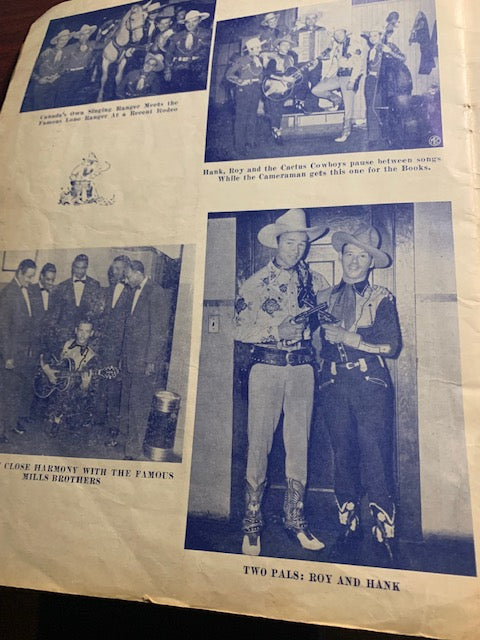 Canada's Own Singing Ranger Meets the
Famous Lone Ranger At a Recent Rodeo
Hank, Roy and the Cactus Cowboys pause between songs
While the Cameraman gets this one for the Books.
CLOSE HARMONY WITH THE FAMOUS
MILLS BROTHERS
TWO PALS: ROY AND HANK